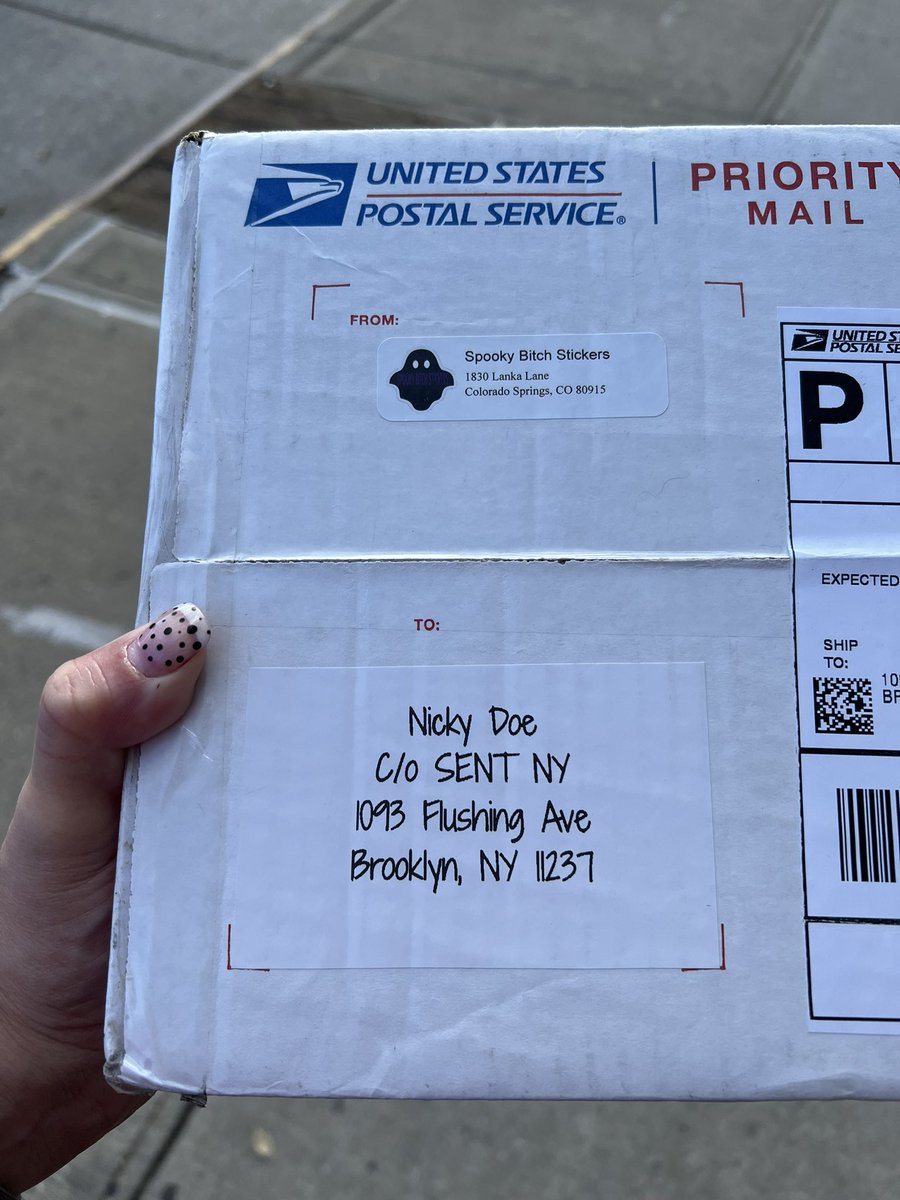 UNITED STATES
POSTAL SERVICE®
PRIORITY
MAIL
FROM:
Spooky Bitch Stickers
1830 Lanka Lane
Colorado Springs, CO 80915
UNITED ST
POSTAL SE
P
TO:
Nicky Doe
C/o SENT NY
1093 Flushing Ave
Brooklyn, NY 11237
EXPECTED
SHIP
TO: